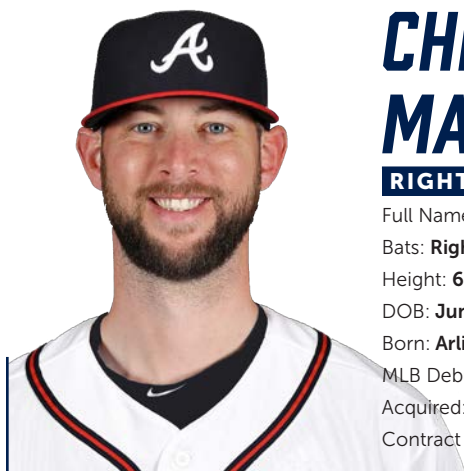 A
CH
MA
RIGHT
Full Name
Bats: Righ
Height: 6
DOB: Jun
Born: Arli
MLB Deb
Acquired:
Contract